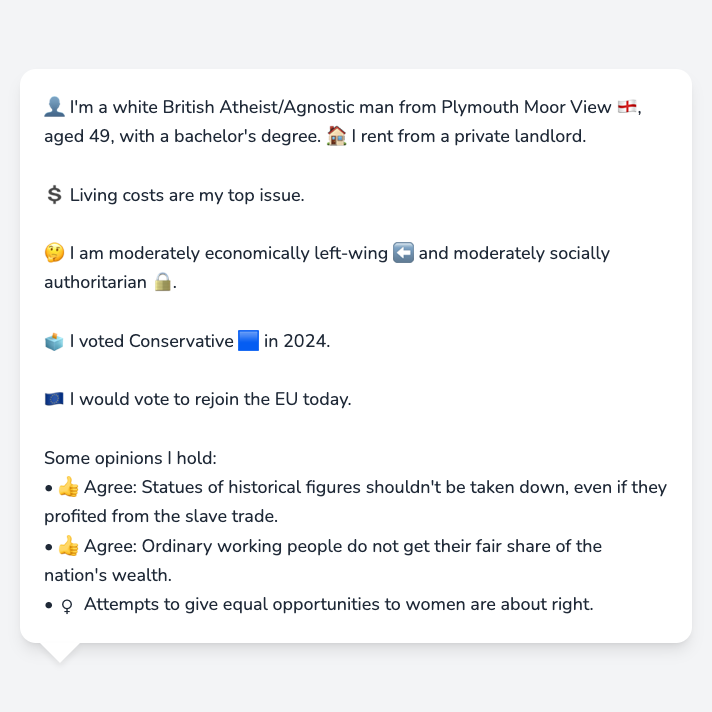 👤 I'm a white British Atheist/Agnostic man from Plymouth Moor View 🏴󠁧󠁢󠁥󠁮󠁧󠁿,
aged 49, with a bachelor's degree. 🏠 I rent from a private landlord.
💲 Living costs are my top issue.
🤔 I am moderately economically left-wing ⬅️ and moderately socially
authoritarian 🔒.
🗳️ I voted Conservative 🟦 in 2024.
🇪🇺 I would vote to rejoin the EU today.
Some opinions I hold:
• 👍 Agree: Statues of historical figures shouldn't be taken down, even if they
profited from the slave trade.
• 👍 Agree: Ordinary working people do not get their fair share of the
nation's wealth.
• ♀ Attempts to give equal opportunities to women are about right.